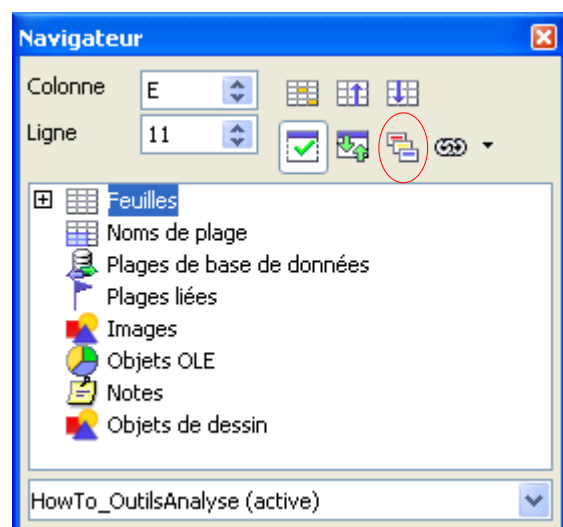 Navigateur
Colonne E
Ligne 11
Feuilles
Noms de plage
Plages de base de données
Plages liées
Images
Objets OLE
Notes
Objets de dessin
HowTo_OutilsAnalyse (active)